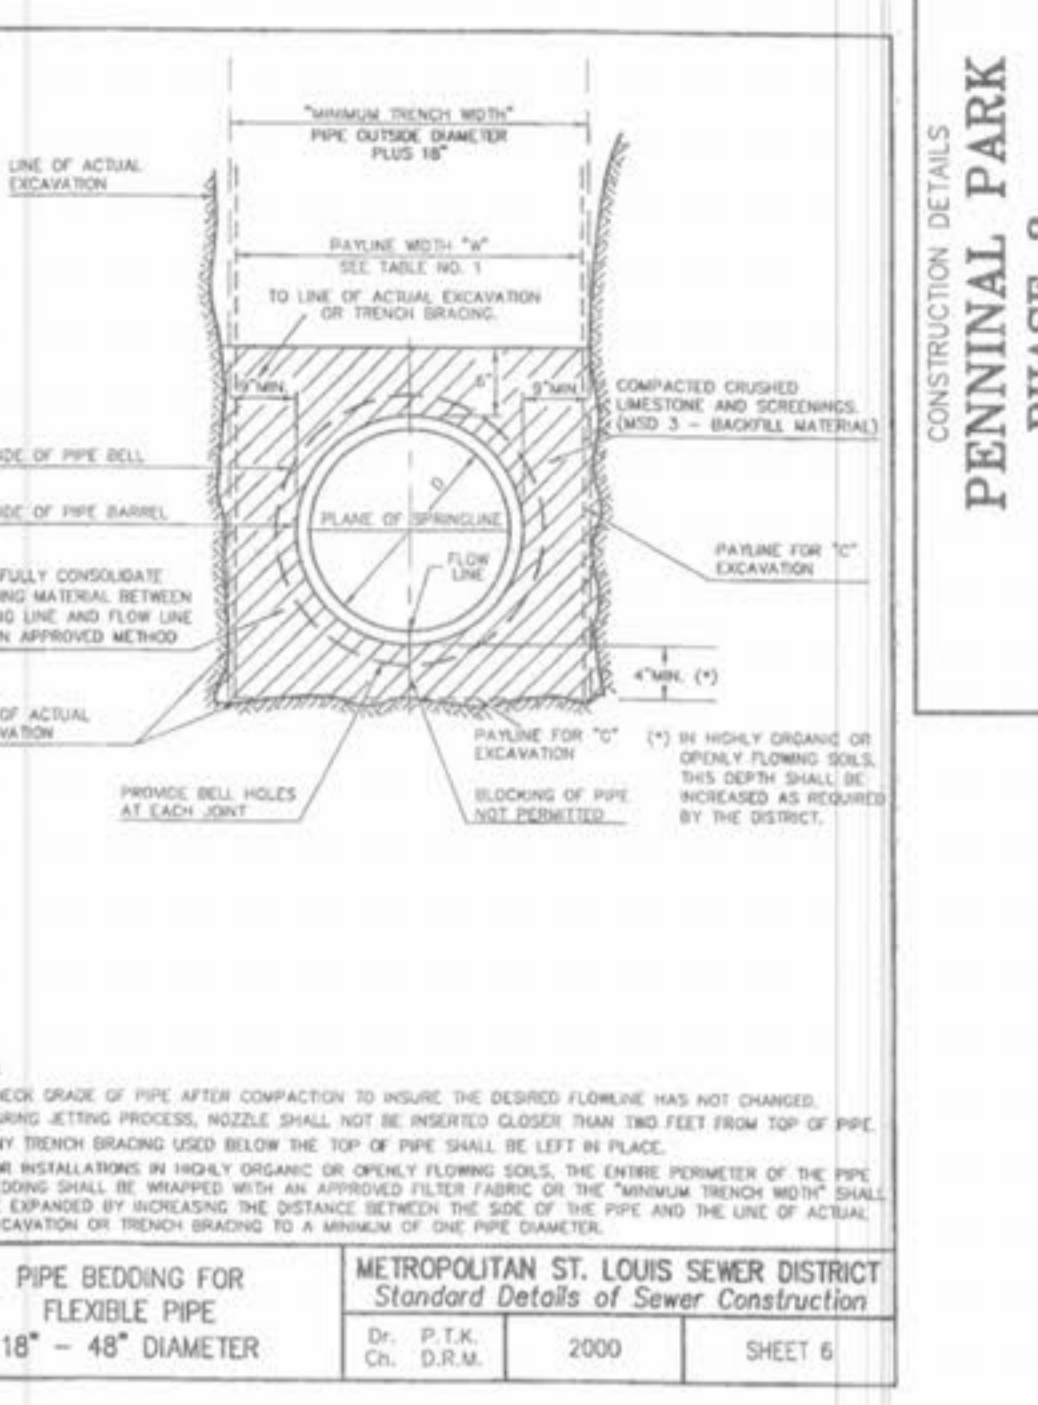 "MINIMUM TRENCH WIDTH"
PIPE OUTSIDE DIAMETER
PLUS 18"
LINE OF ACTUAL
EXCAVATION
PAYLINE WIDTH "W"
SEE TABLE NO. 1
TO LINE OF ACTUAL EXCAVATION
OR TRENCH BRACING.
9"MIN.
6"
9"MIN.
COMPACTED CRUSHED
LIMESTONE AND SCREENINGS.
(MSD 3 - BACKFILL MATERIAL)
DE OF PIPE BELL
D
DE OF PIPE BARREL
PLANE OF SPRINGLINE
FLOW
LINE
PAYLINE FOR "C"
EXCAVATION
FULLY CONSOLIDATE
NG MATERIAL BETWEEN
G LINE AND FLOW LINE
N APPROVED METHOD
4"MIN. (*)
OF ACTUAL
VATION
PAYLINE FOR "C"
EXCAVATION
(*) IN HIGHLY ORGANIC OR
OPENLY FLOWING SOILS,
THIS DEPTH SHALL BE
INCREASED AS REQUIRED
BY THE DISTRICT.
PROVIDE BELL HOLES
AT EACH JOINT
BLOCKING OF PIPE
NOT PERMITTED
ECK GRADE OF PIPE AFTER COMPACTION TO INSURE THE DESIRED FLOWLINE HAS NOT CHANGED.
URING JETTING PROCESS, NOZZLE SHALL NOT BE INSERTED CLOSER THAN TWO FEET FROM TOP OF PIPE.
NY TRENCH BRACING USED BELOW THE TOP OF PIPE SHALL BE LEFT IN PLACE.
OR INSTALLATIONS IN HIGHLY ORGANIC OR OPENLY FLOWING SOILS, THE ENTIRE PERIMETER OF THE PIPE
EDDING SHALL BE WRAPPED WITH AN APPROVED FILTER FABRIC OR THE "MINIMUM TRENCH WIDTH" SHALL
E EXPANDED BY INCREASING THE DISTANCE BETWEEN THE SIDE OF THE PIPE AND THE LINE OF ACTUAL
CAVATION OR TRENCH BRACING TO A MINIMUM OF ONE PIPE DIAMETER.
PIPE BEDDING FOR
FLEXIBLE PIPE
18" - 48" DIAMETER
METROPOLITAN ST. LOUIS SEWER DISTRICT
Standard Details of Sewer Construction
Dr. P.T.K.
Ch. D.R.M.
2000
SHEET 6
CONSTRUCTION DETAILS
PENNINAL PARK